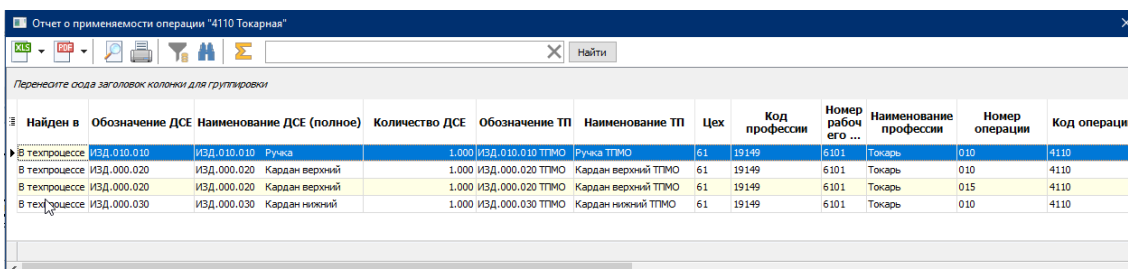 Отчет о применяемости операции "4110 Токарная"
XLS PDF Найти
Перенесите сюда заголовок колонки для группировки
Найден в Обозначение ДСЕ Наименование ДСЕ (полное) Количество ДСЕ Обозначение ТП Наименование ТП Цех Код профессии Номер рабоч его ... Наименование профессии Номер операции Код операци
В техпроцессе ИЗД.010.010 ИЗД.010.010 Ручка 1.000 ИЗД.010.010 ТПМО Ручка ТПМО 61 19149 6101 Токарь 010 4110
В техпроцессе ИЗД.000.020 ИЗД.000.020 Кардан верхний 1.000 ИЗД.000.020 ТПМО Кардан верхний ТПМО 61 19149 6101 Токарь 010 4110
В техпроцессе ИЗД.000.020 ИЗД.000.020 Кардан верхний 1.000 ИЗД.000.020 ТПМО Кардан верхний ТПМО 61 19149 6101 Токарь 015 4110
В техпроцессе ИЗД.000.030 ИЗД.000.030 Кардан нижний 1.000 ИЗД.000.030 ТПМО Кардан нижний ТПМО 61 19149 6101 Токарь 010 4110